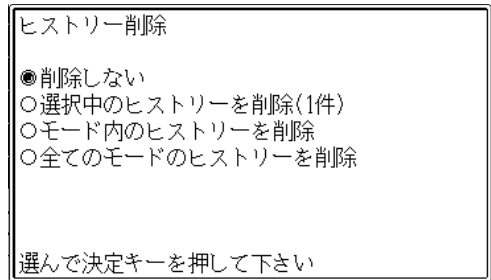 ヒストリー削除
◉削除しない
○選択中のヒストリーを削除(1件)
○モード内のヒストリーを削除
○全てのモードのヒストリーを削除
選んで決定キーを押して下さい